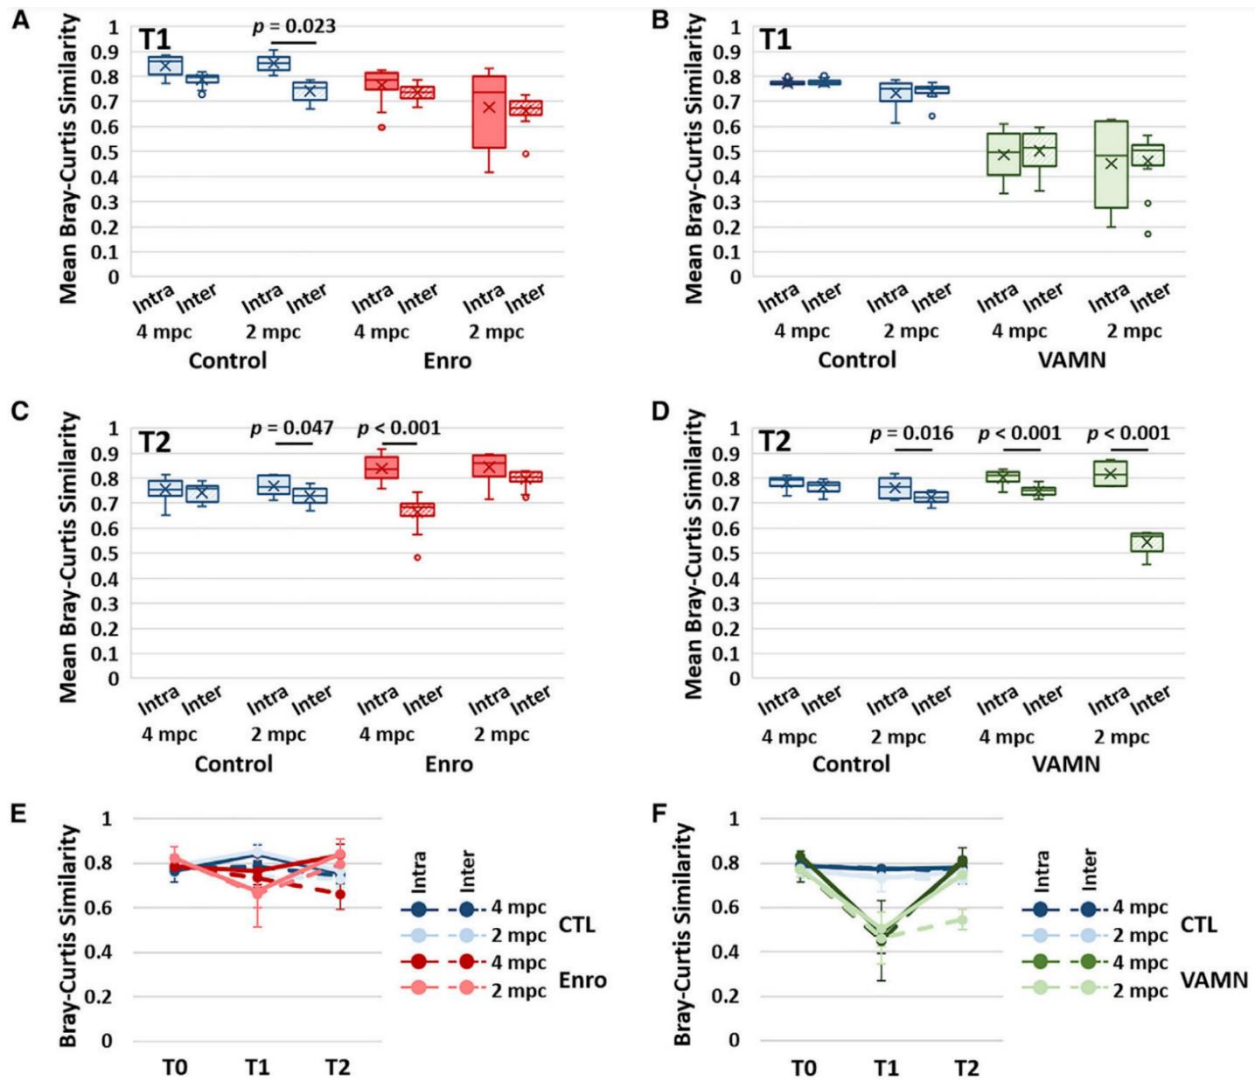 A
T1
p = 0.023
Mean Bray-Curtis Similarity
1
0.9
0.8
0.7
0.6
0.5
0.4
0.3
0.2
0.1
0
Intra Inter Intra Inter Intra Inter Intra Inter
4 mpc 2 mpc 4 mpc 2 mpc
Control Enro
B
T1
Mean Bray-Curtis Similarity
1
0.9
0.8
0.7
0.6
0.5
0.4
0.3
0.2
0.1
0
Intra Inter Intra Inter Intra Inter Intra Inter
4 mpc 2 mpc 4 mpc 2 mpc
Control VAMN
C
T2
p = 0.047 p < 0.001
Mean Bray-Curtis Similarity
1
0.9
0.8
0.7
0.6
0.5
0.4
0.3
0.2
0.1
0
Intra Inter Intra Inter Intra Inter Intra Inter
4 mpc 2 mpc 4 mpc 2 mpc
Control Enro
D
T2
p = 0.016 p < 0.001 p < 0.001
Mean Bray-Curtis Similarity
1
0.9
0.8
0.7
0.6
0.5
0.4
0.3
0.2
0.1
0
Intra Inter Intra Inter Intra Inter Intra Inter
4 mpc 2 mpc 4 mpc 2 mpc
Control VAMN
E
Bray-Curtis Similarity
1
0.8
0.6
0.4
0.2
0
T0 T1 T2
Intra Inter
4 mpc
2 mpc
CTL
4 mpc
2 mpc
Enro
F
Bray-Curtis Similarity
1
0.8
0.6
0.4
0.2
0
T0 T1 T2
Intra Inter
4 mpc
2 mpc
CTL
4 mpc
2 mpc
VAMN